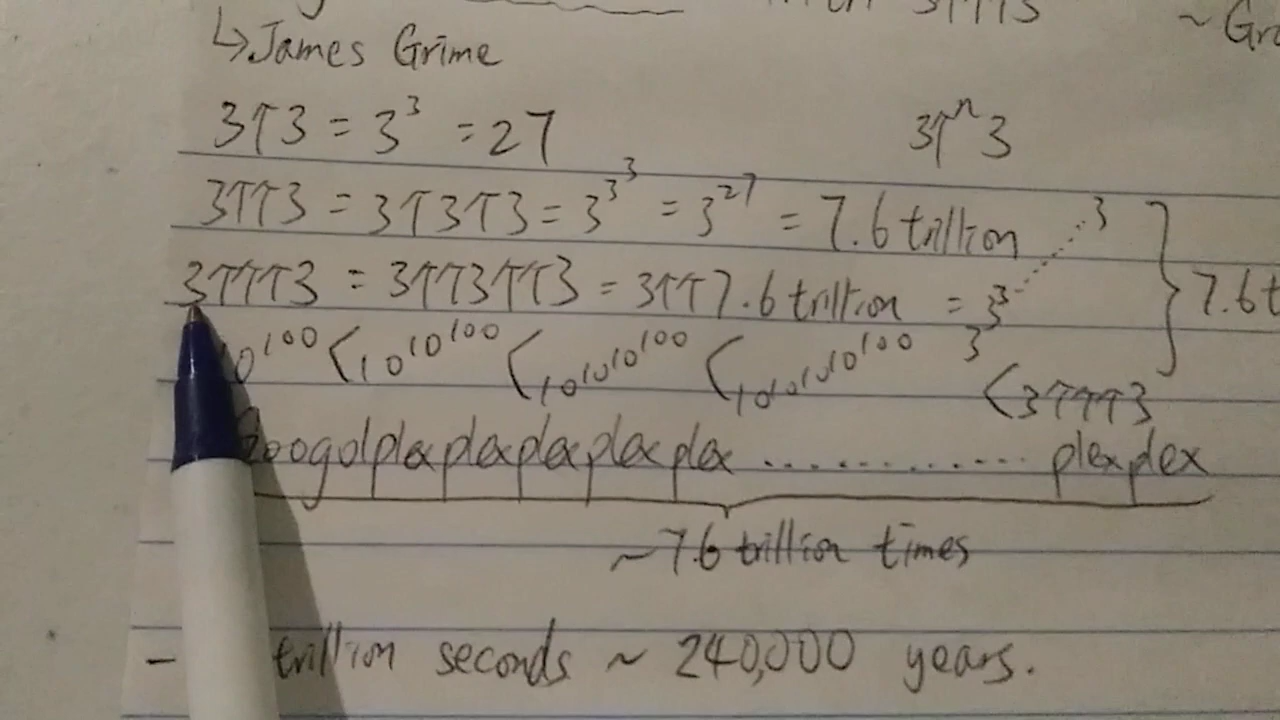 ~ Gra
↳James Grime
3↑3 = 3³ = 27
3↑ⁿ3
3↑↑3 = 3↑3↑3 = 3^3^3 = 3^27 = 7.6 trillion
3↑↑↑3 = 3↑↑3↑↑3 = 3↑↑7.6 trillion = 3^3^3^⋯^3 } 7.6t
10^100 < 10^10^100 < 10^10^10^100 < 10^10^10^10^100 < 3↑↑↑3
Googolplexplexplexplexplex .............. plexplex
~7.6 trillion times
- trillion seconds ~ 240,000 years.